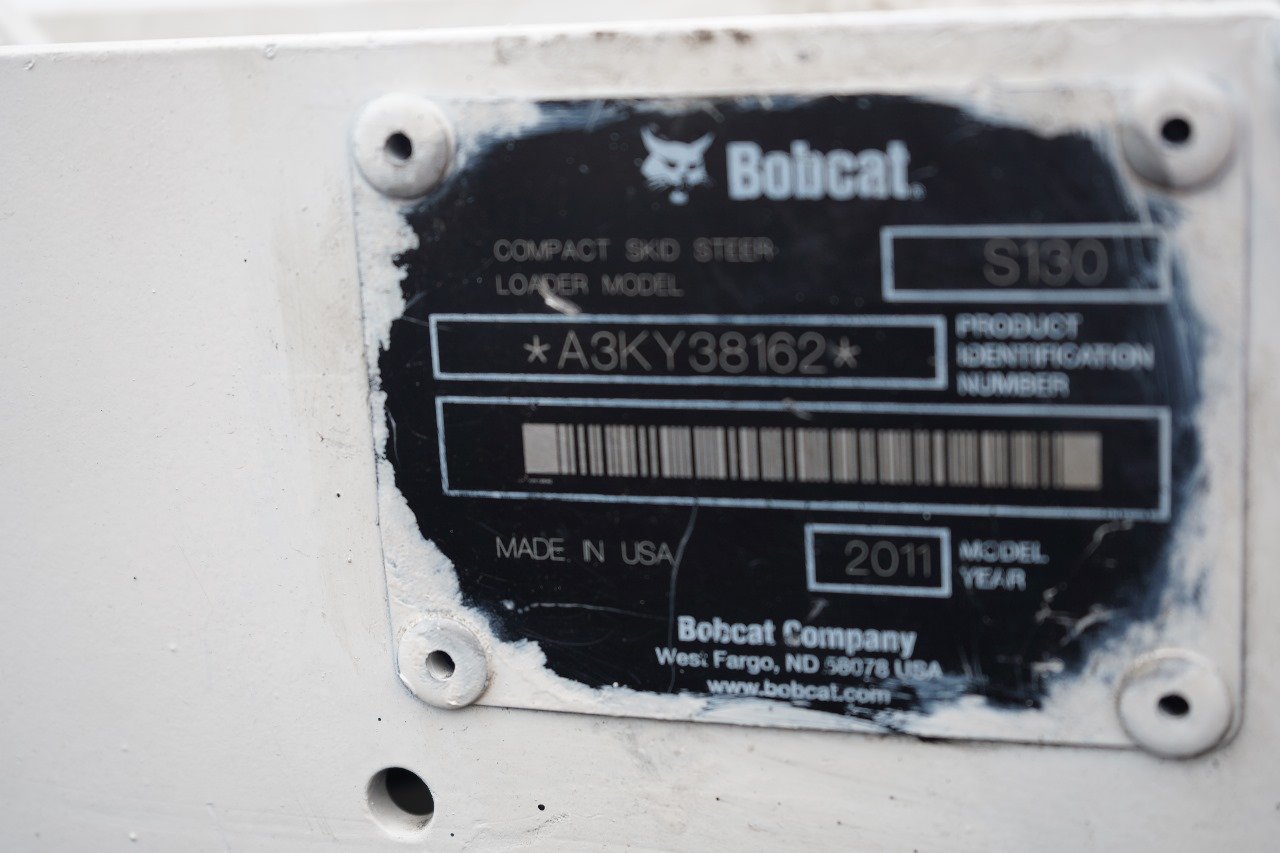 Bobcat®
COMPACT SKID STEER
LOADER MODEL
S130
*A3KY38162*
PRODUCT
IDENTIFICATION
NUMBER
MADE IN USA
2011
MODEL
YEAR
Bobcat Company
West Fargo, ND 58078 USA
www.bobcat.com